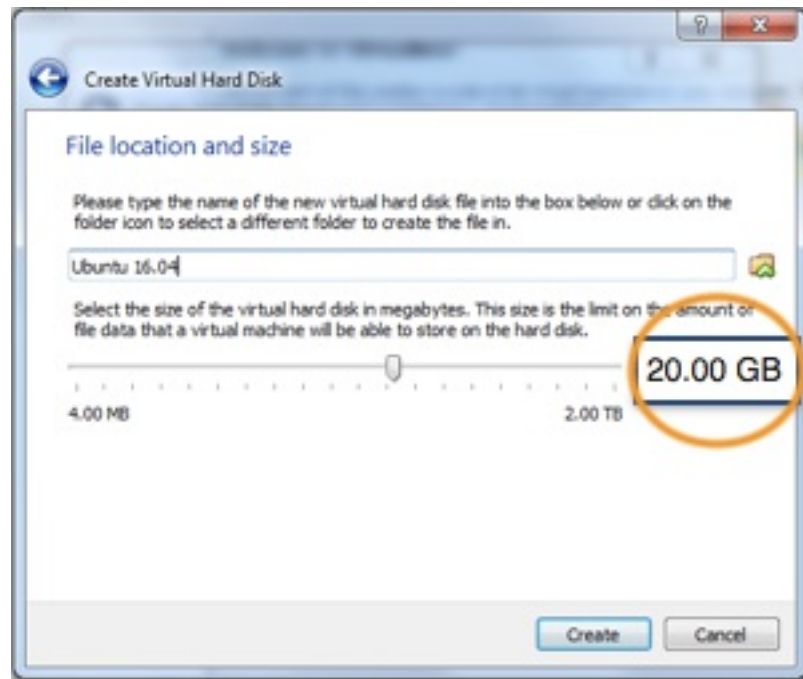 Create Virtual Hard Disk
File location and size
Please type the name of the new virtual hard disk file into the box below or click on the
folder icon to select a different folder to create the file in.
Ubuntu 16.04
Select the size of the virtual hard disk in megabytes. This size is the limit on the amount of
file data that a virtual machine will be able to store on the hard disk.
20.00 GB
4.00 MB 2.00 TB
Create Cancel